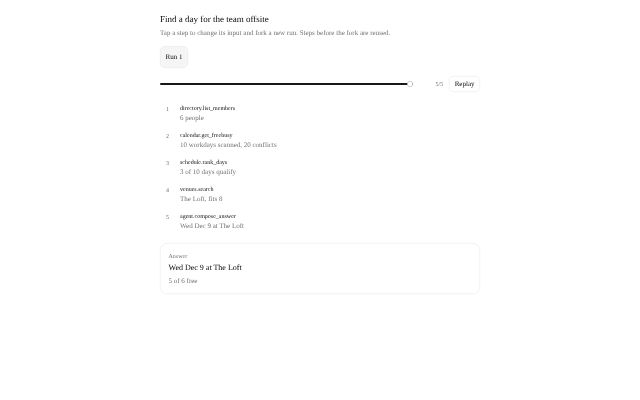 Find a day for the team offsite
Tap a step to change its input and fork a new run. Steps before the fork are reused.
Run 1
5/5 Replay
1 directory.list_members
6 people
2 calendar.get_freebusy
10 workdays scanned, 20 conflicts
3 schedule.rank_days
3 of 10 days qualify
4 venues.search
The Loft, fits 8
5 agent.compose_answer
Wed Dec 9 at The Loft
Answer
Wed Dec 9 at The Loft
5 of 6 free